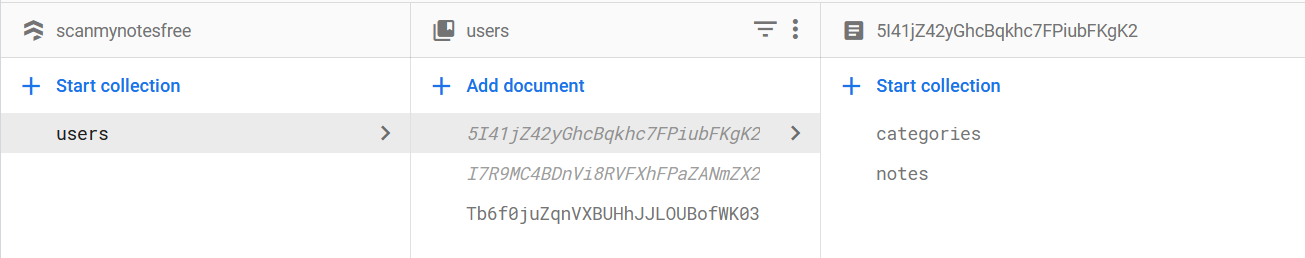 scanmynotesfree
users
5I41jZ42yGhcBqkhc7FPiubFKgK2
Start collection
Add document
Start collection
users
5I41jZ42yGhcBqkhc7FPiubFKgK2
categories
I7R9MC4BDnVi8RVFXhFPaZANmZX2
notes
Tb6f0juZqnVXBUHhJJLOUBofWK03